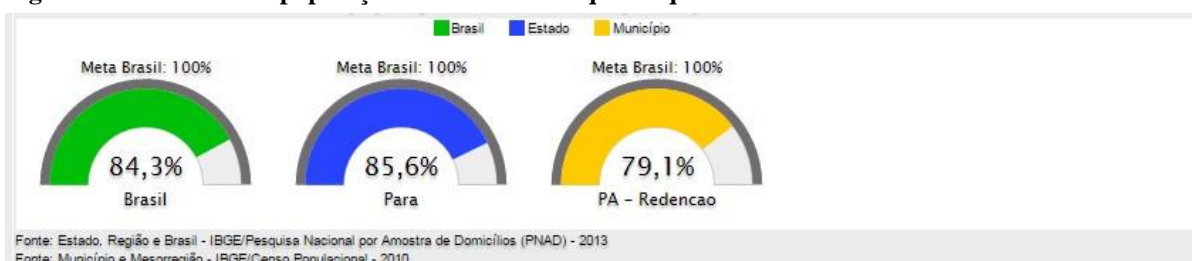 Brasil Estado Município
Meta Brasil: 100% Meta Brasil: 100% Meta Brasil: 100%
84,3% 85,6% 79,1%
Brasil Para PA - Redencao
Fonte: Estado, Região e Brasil - IBGE/Pesquisa Nacional por Amostra de Domicílios (PNAD) - 2013
Fonte: Município e Mesorregião - IBGE/Censo Populacional - 2010